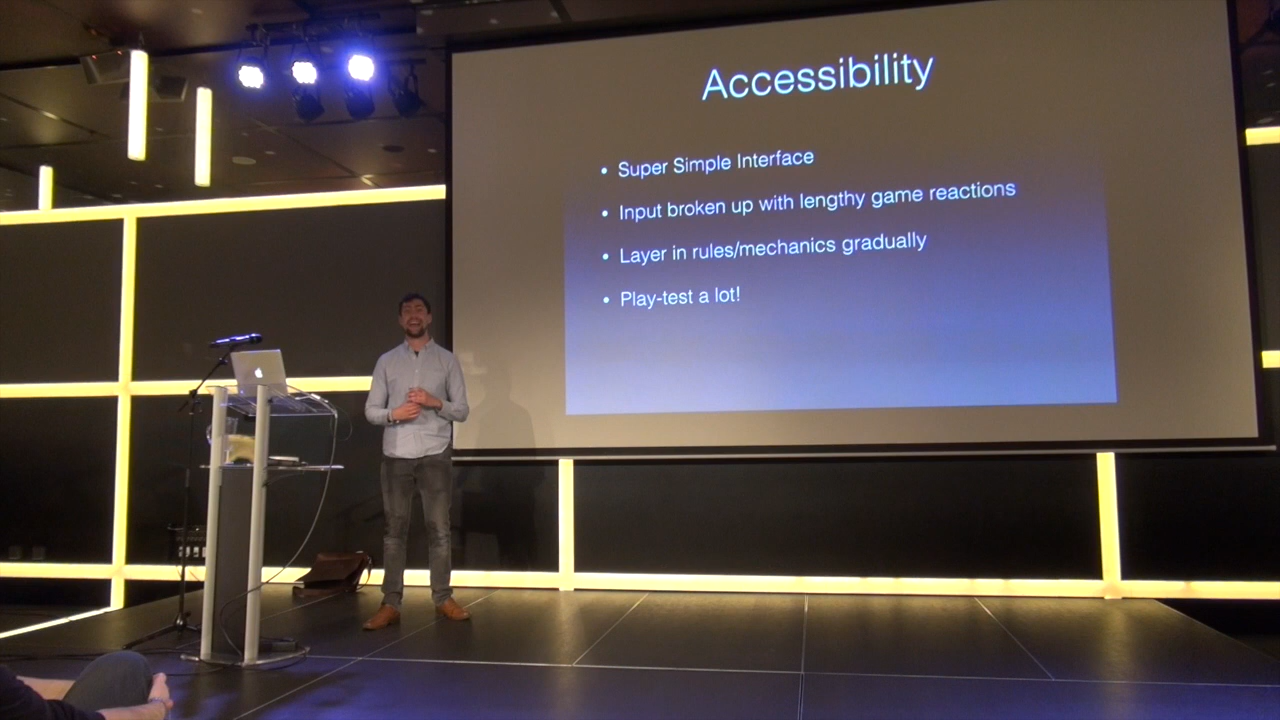 Accessibility
• Super Simple Interface
• Input broken up with lengthy game reactions
• Layer in rules/mechanics gradually
• Play-test a lot!